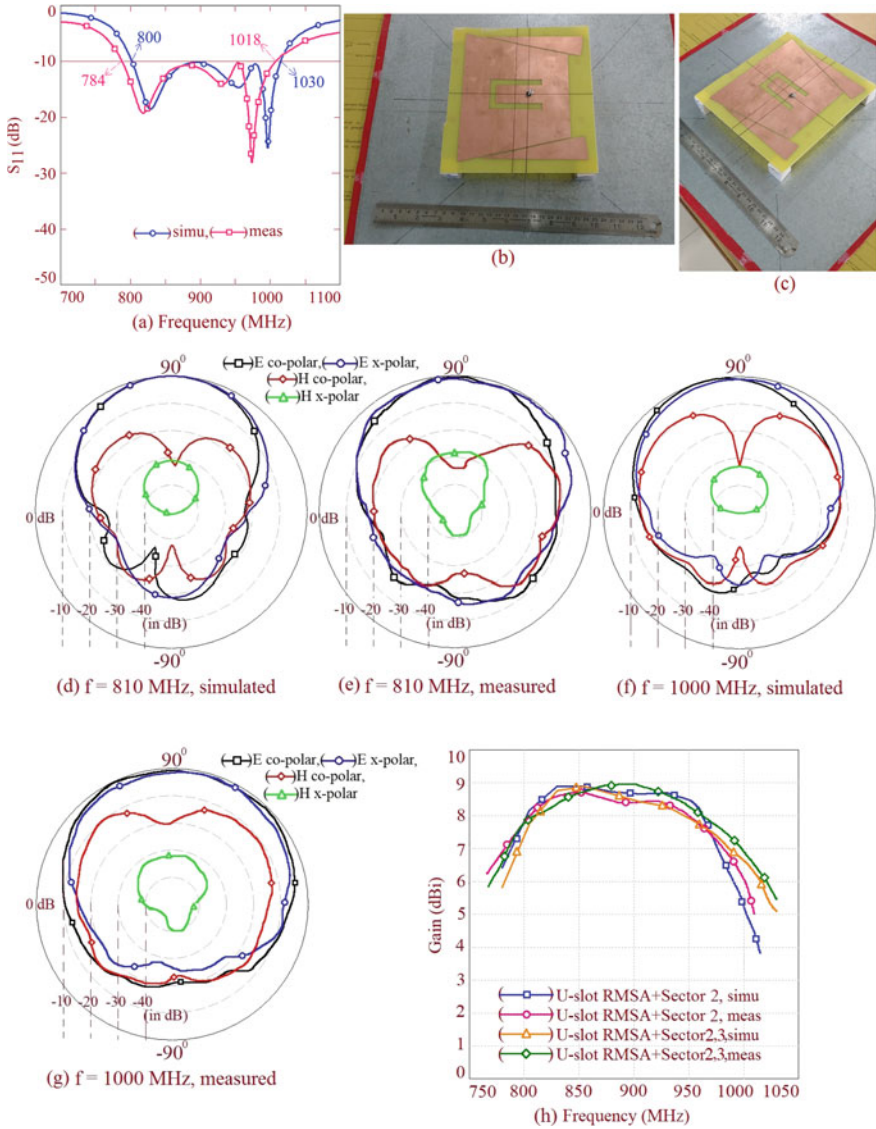 0
-10
-20
-30
-40
-50
S11 (dB)
800
784
1018
1030
( )simu,( )meas
700 800 900 1000 1100
(a) Frequency (MHz)
(b)
(c)
90⁰
( )E co-polar,( )E x-polar,
( )H co-polar,
( )H x-polar
90⁰
90⁰
0 dB
0 dB
0 dB
-10 -20 -30 -40
(in dB)
-90⁰
-10 -20 -30 -40
(in dB)
-90⁰
-10 -20 -30 -40
(in dB)
-90⁰
(d) f = 810 MHz, simulated
(e) f = 810 MHz, measured
(f) f = 1000 MHz, simulated
90⁰
( )E co-polar,( )E x-polar,
( )H co-polar,
( )H x-polar
0 dB
-10 -20 -30 -40
(in dB)
-90⁰
(g) f = 1000 MHz, measured
10
9
8
7
6
5
4
3
2
1
0
Gain (dBi)
( )U-slot RMSA+Sector 2, simu
( )U-slot RMSA+Sector 2, meas
( )U-slot RMSA+Sector2,3,simu
( )U-slot RMSA+Sector2,3,meas
750 800 850 900 950 1000 1050
(h) Frequency (MHz)